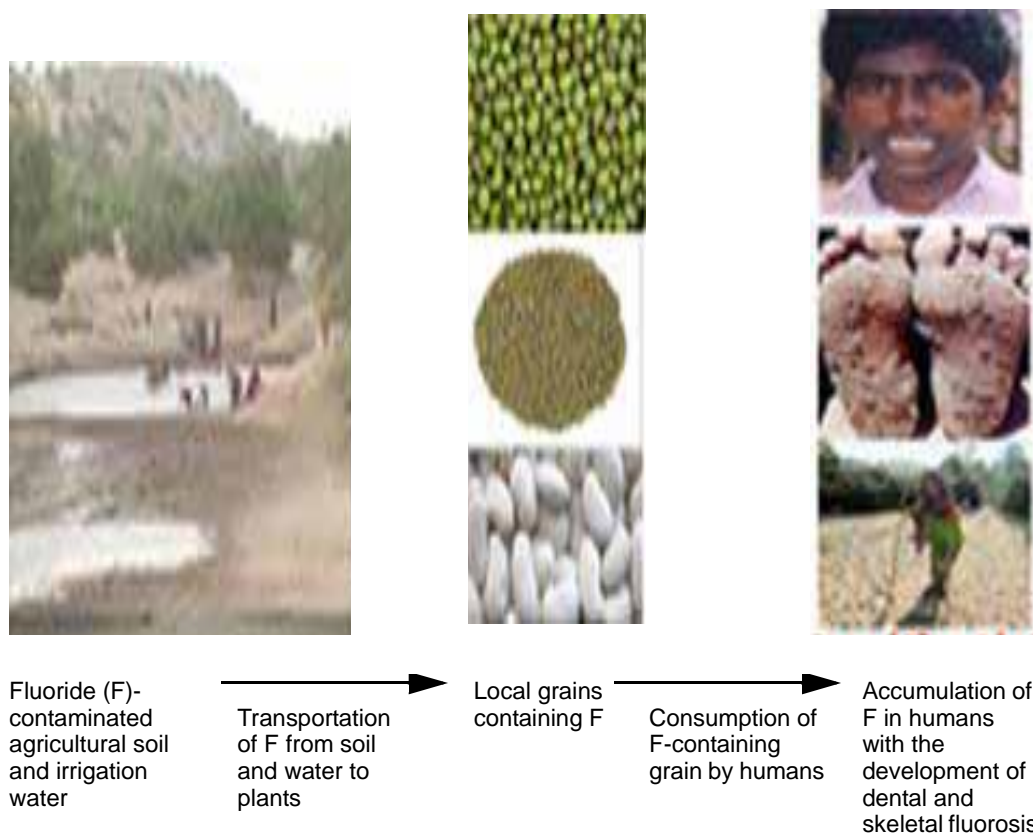 Fluoride (F)-
contaminated
agricultural soil
and irrigation
water
Transportation
of F from soil
and water to
plants
Local grains
containing F
Consumption of
F-containing
grain by humans
Accumulation of
F in humans
with the
development of
dental and
skeletal fluorosis